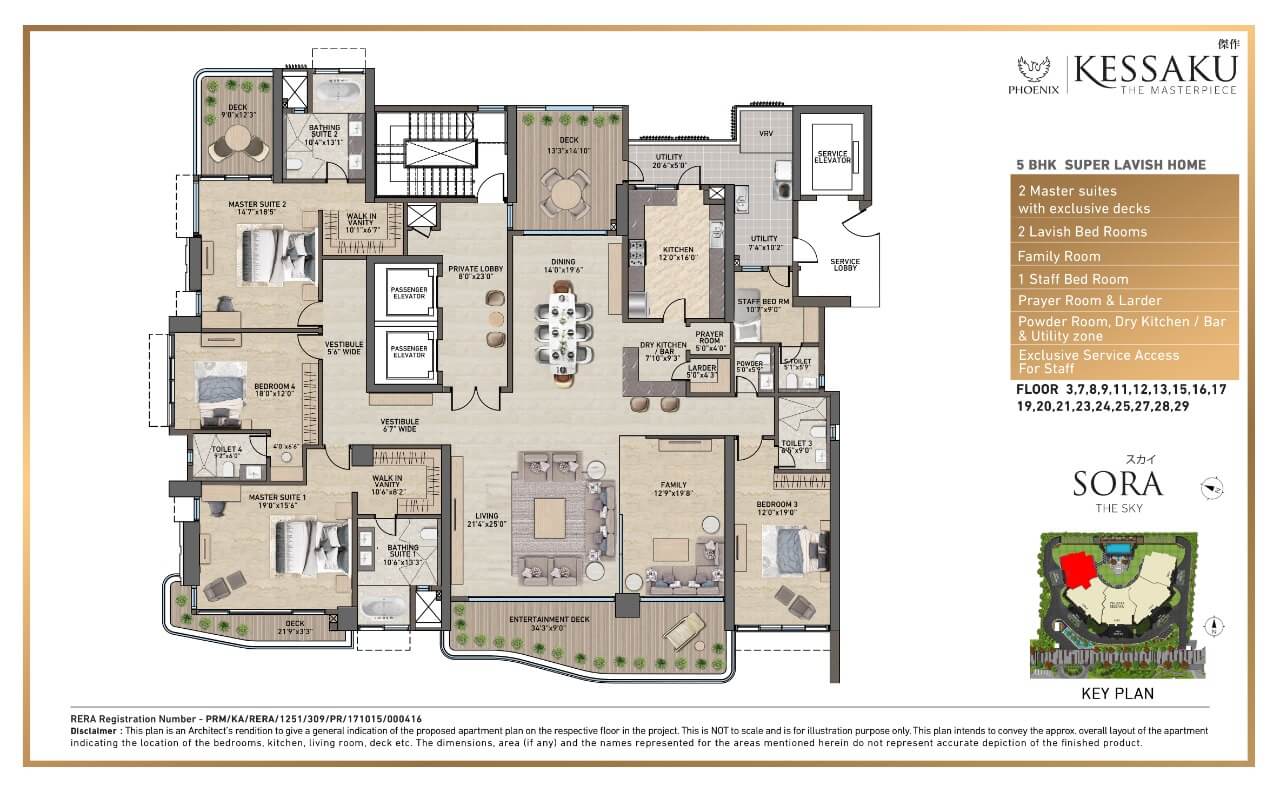 傑作
PHOENIX
KESSAKU
THE MASTERPIECE
5 BHK SUPER LAVISH HOME
2 Master suites
with exclusive decks
2 Lavish Bed Rooms
Family Room
1 Staff Bed Room
Prayer Room & Larder
Powder Room, Dry Kitchen / Bar
& Utility zone
Exclusive Service Access
For Staff
FLOOR 3,7,8,9,11,12,13,15,16,17
19,20,21,23,24,25,27,28,29
スカイ
SORA
THE SKY
N
KEY PLAN
DECK
9'0"x12'3"
BATHING
SUITE 2
10'4"x13'1"
DECK
13'3"x14'10"
UTILITY
20'6"x5'0"
VRV
SERVICE
ELEVATOR
MASTER SUITE 2
14'7"x18'5"
WALK IN
VANITY
10'1"x6'7"
PRIVATE LOBBY
8'0"x23'0"
DINING
14'0"x19'6"
KITCHEN
12'0"x16'0"
UTILITY
7'4"x10'2"
SERVICE
LOBBY
PASSENGER
ELEVATOR
PASSENGER
ELEVATOR
STAFF BED RM
10'7"x9'0"
VESTIBULE
5'6" WIDE
DRY KITCHEN
/ BAR
7'10"x9'3"
PRAYER
ROOM
5'0"x4'0"
LARDER
5'0"x4'3"
POWDER
5'0"x5'9"
S-TOILET
5'1"x5'9"
BEDROOM 4
18'0"x12'0"
VESTIBULE
6'7" WIDE
TOILET 4
9'2"x6'0"
4'0"x6'6"
TOILET 3
6'5"x9'0"
MASTER SUITE 1
19'0"x15'6"
WALK IN
VANITY
10'6"x8'2"
LIVING
21'4"x25'0"
FAMILY
12'9"x19'8"
BEDROOM 3
12'0"x19'0"
BATHING
SUITE 1
10'6"x13'3"
DECK
21'9"x3'3"
ENTERTAINMENT DECK
34'3"x9'0"
RERA Registration Number - PRM/KA/RERA/1251/309/PR/171015/000416
Disclaimer : This plan is an Architect's rendition to give a general indication of the proposed apartment plan on the respective floor in the project. This is NOT to scale and is for illustration purpose only. This plan intends to convey the approx. overall layout of the apartment
indicating the location of the bedrooms, kitchen, living room, deck etc. The dimensions, area (if any) and the names represented for the areas mentioned herein do not represent accurate depiction of the finished product.